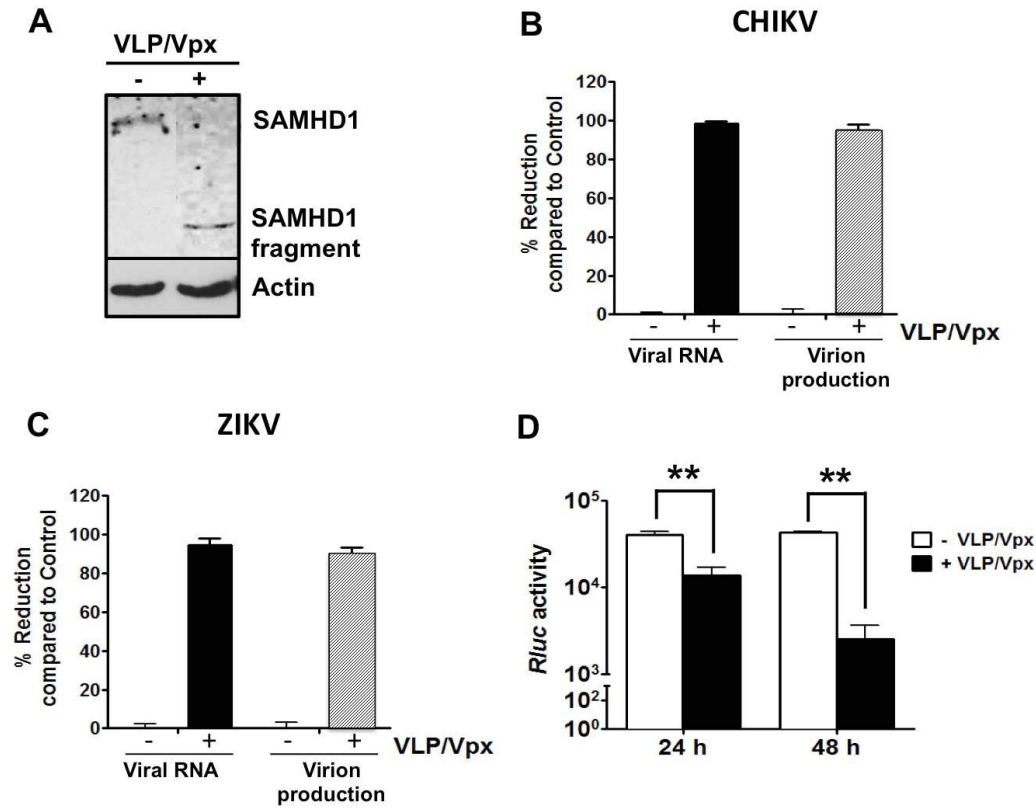 A
VLP/Vpx
- +
SAMHD1
SAMHD1
fragment
Actin
B
CHIKV
% Reduction
compared to Control
120
100
80
60
40
20
0
- + - + VLP/Vpx
Viral RNA Virion
production
C
ZIKV
% Reduction
compared to Control
120
100
80
60
40
20
0
- + - + VLP/Vpx
Viral RNA Virion
production
D
** **
Rluc activity
10⁵
10⁴
10³
10²
10⁰
24 h 48 h
- VLP/Vpx
+ VLP/Vpx